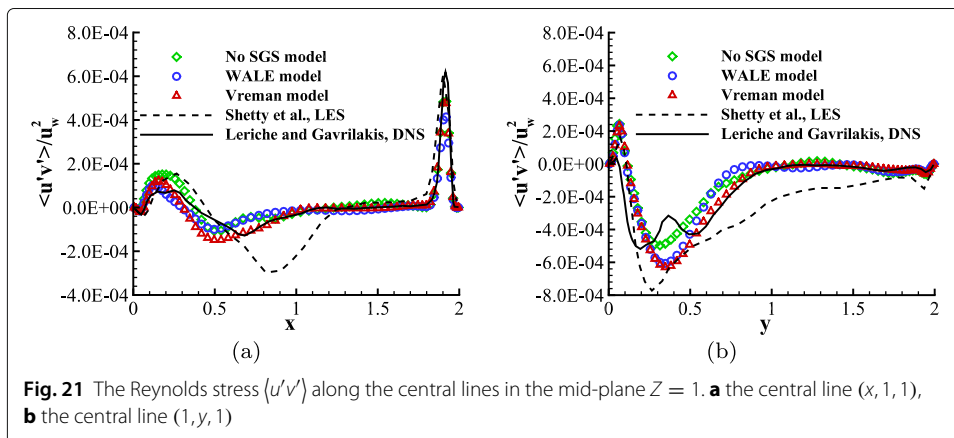 <u'v'>/u_w^2
8.0E-04
6.0E-04
4.0E-04
2.0E-04
0.0E+00
-2.0E-04
-4.0E-04
No SGS model
WALE model
Vreman model
Shetty et al., LES
Leriche and Gavrilakis, DNS
0 0.5 1 1.5 2
x
(a)
<u'v'>/u_w^2
6.0E-04
4.0E-04
2.0E-04
0.0E+00
-2.0E-04
-4.0E-04
-6.0E-04
-8.0E-04
No SGS model
WALE model
Vreman model
Shetty et al., LES
Leriche and Gavrilakis, DNS
0 0.5 1 1.5 2
y
(b)
Fig. 21 The Reynolds stress ⟨u'v'⟩ along the central lines in the mid-plane Z = 1. a the central line (x, 1, 1),
b the central line (1, y, 1)